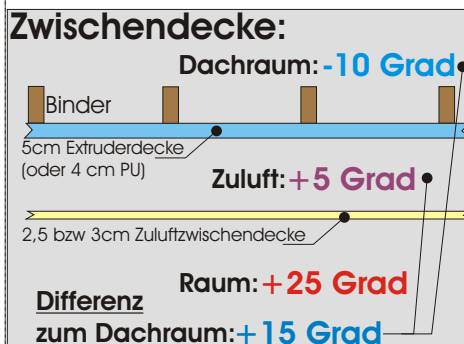 Zwischendecke:
Dachraum: -10 Grad
Binder
5cm Extruderdecke
(oder 4 cm PU)
Zuluft: +5 Grad
2,5 bzw 3cm Zuluftzwischendecke
Raum: +25 Grad
Differenz
zum Dachraum: +15 Grad